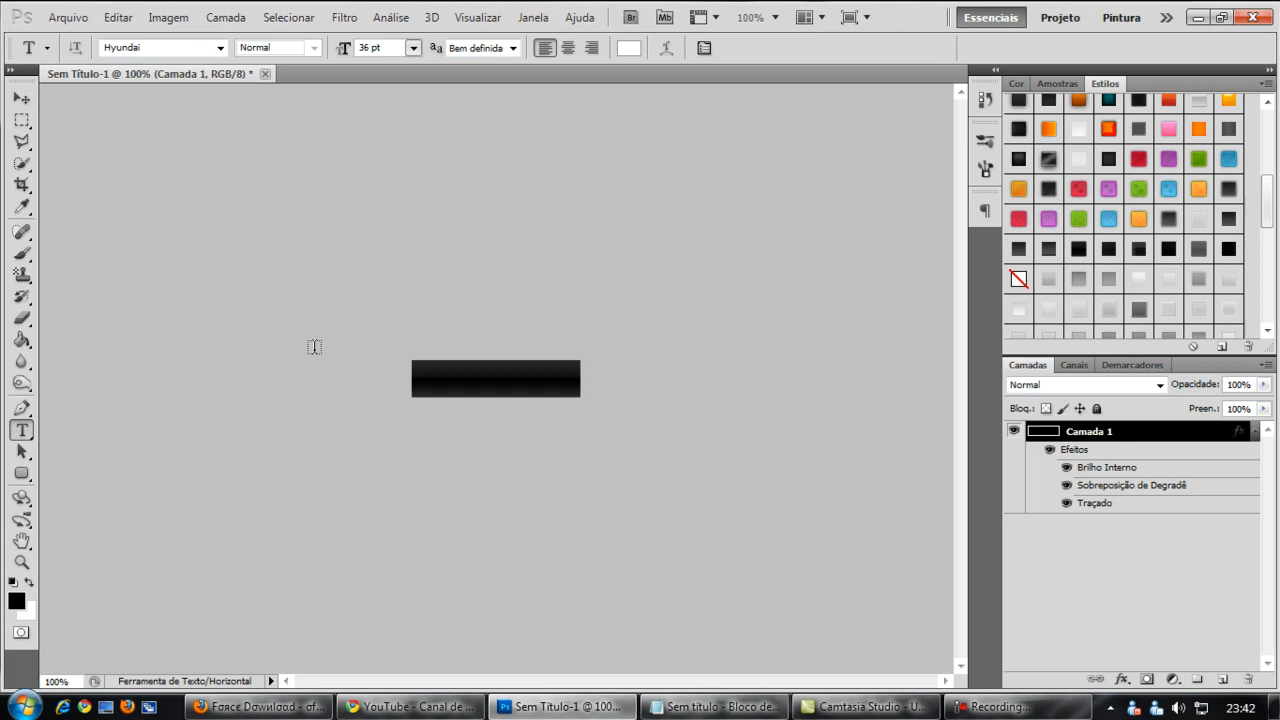 Ps Arquivo Editar Imagem Camada Selecionar Filtro Análise 3D Visualizar Janela Ajuda Br Mb 100% Essenciais Projeto Pintura
T Hyundai Normal 36 pt aa Bem definida
Sem Título-1 @ 100% (Camada 1, RGB/8) *
Cor Amostras Estilos
Camadas Canais Demarcadores
Normal Opacidade: 100%
Bloq.: Preen.: 100%
Camada 1 fx
Efeitos
Brilho Interno
Sobreposição de Degradê
Traçado
100% Ferramenta de Texto/Horizontal
YouTube - Canal de ... Sem Título-1 @ 100... Sem título - Bloco de... Camtasia Studio - U... Recording... 23:42